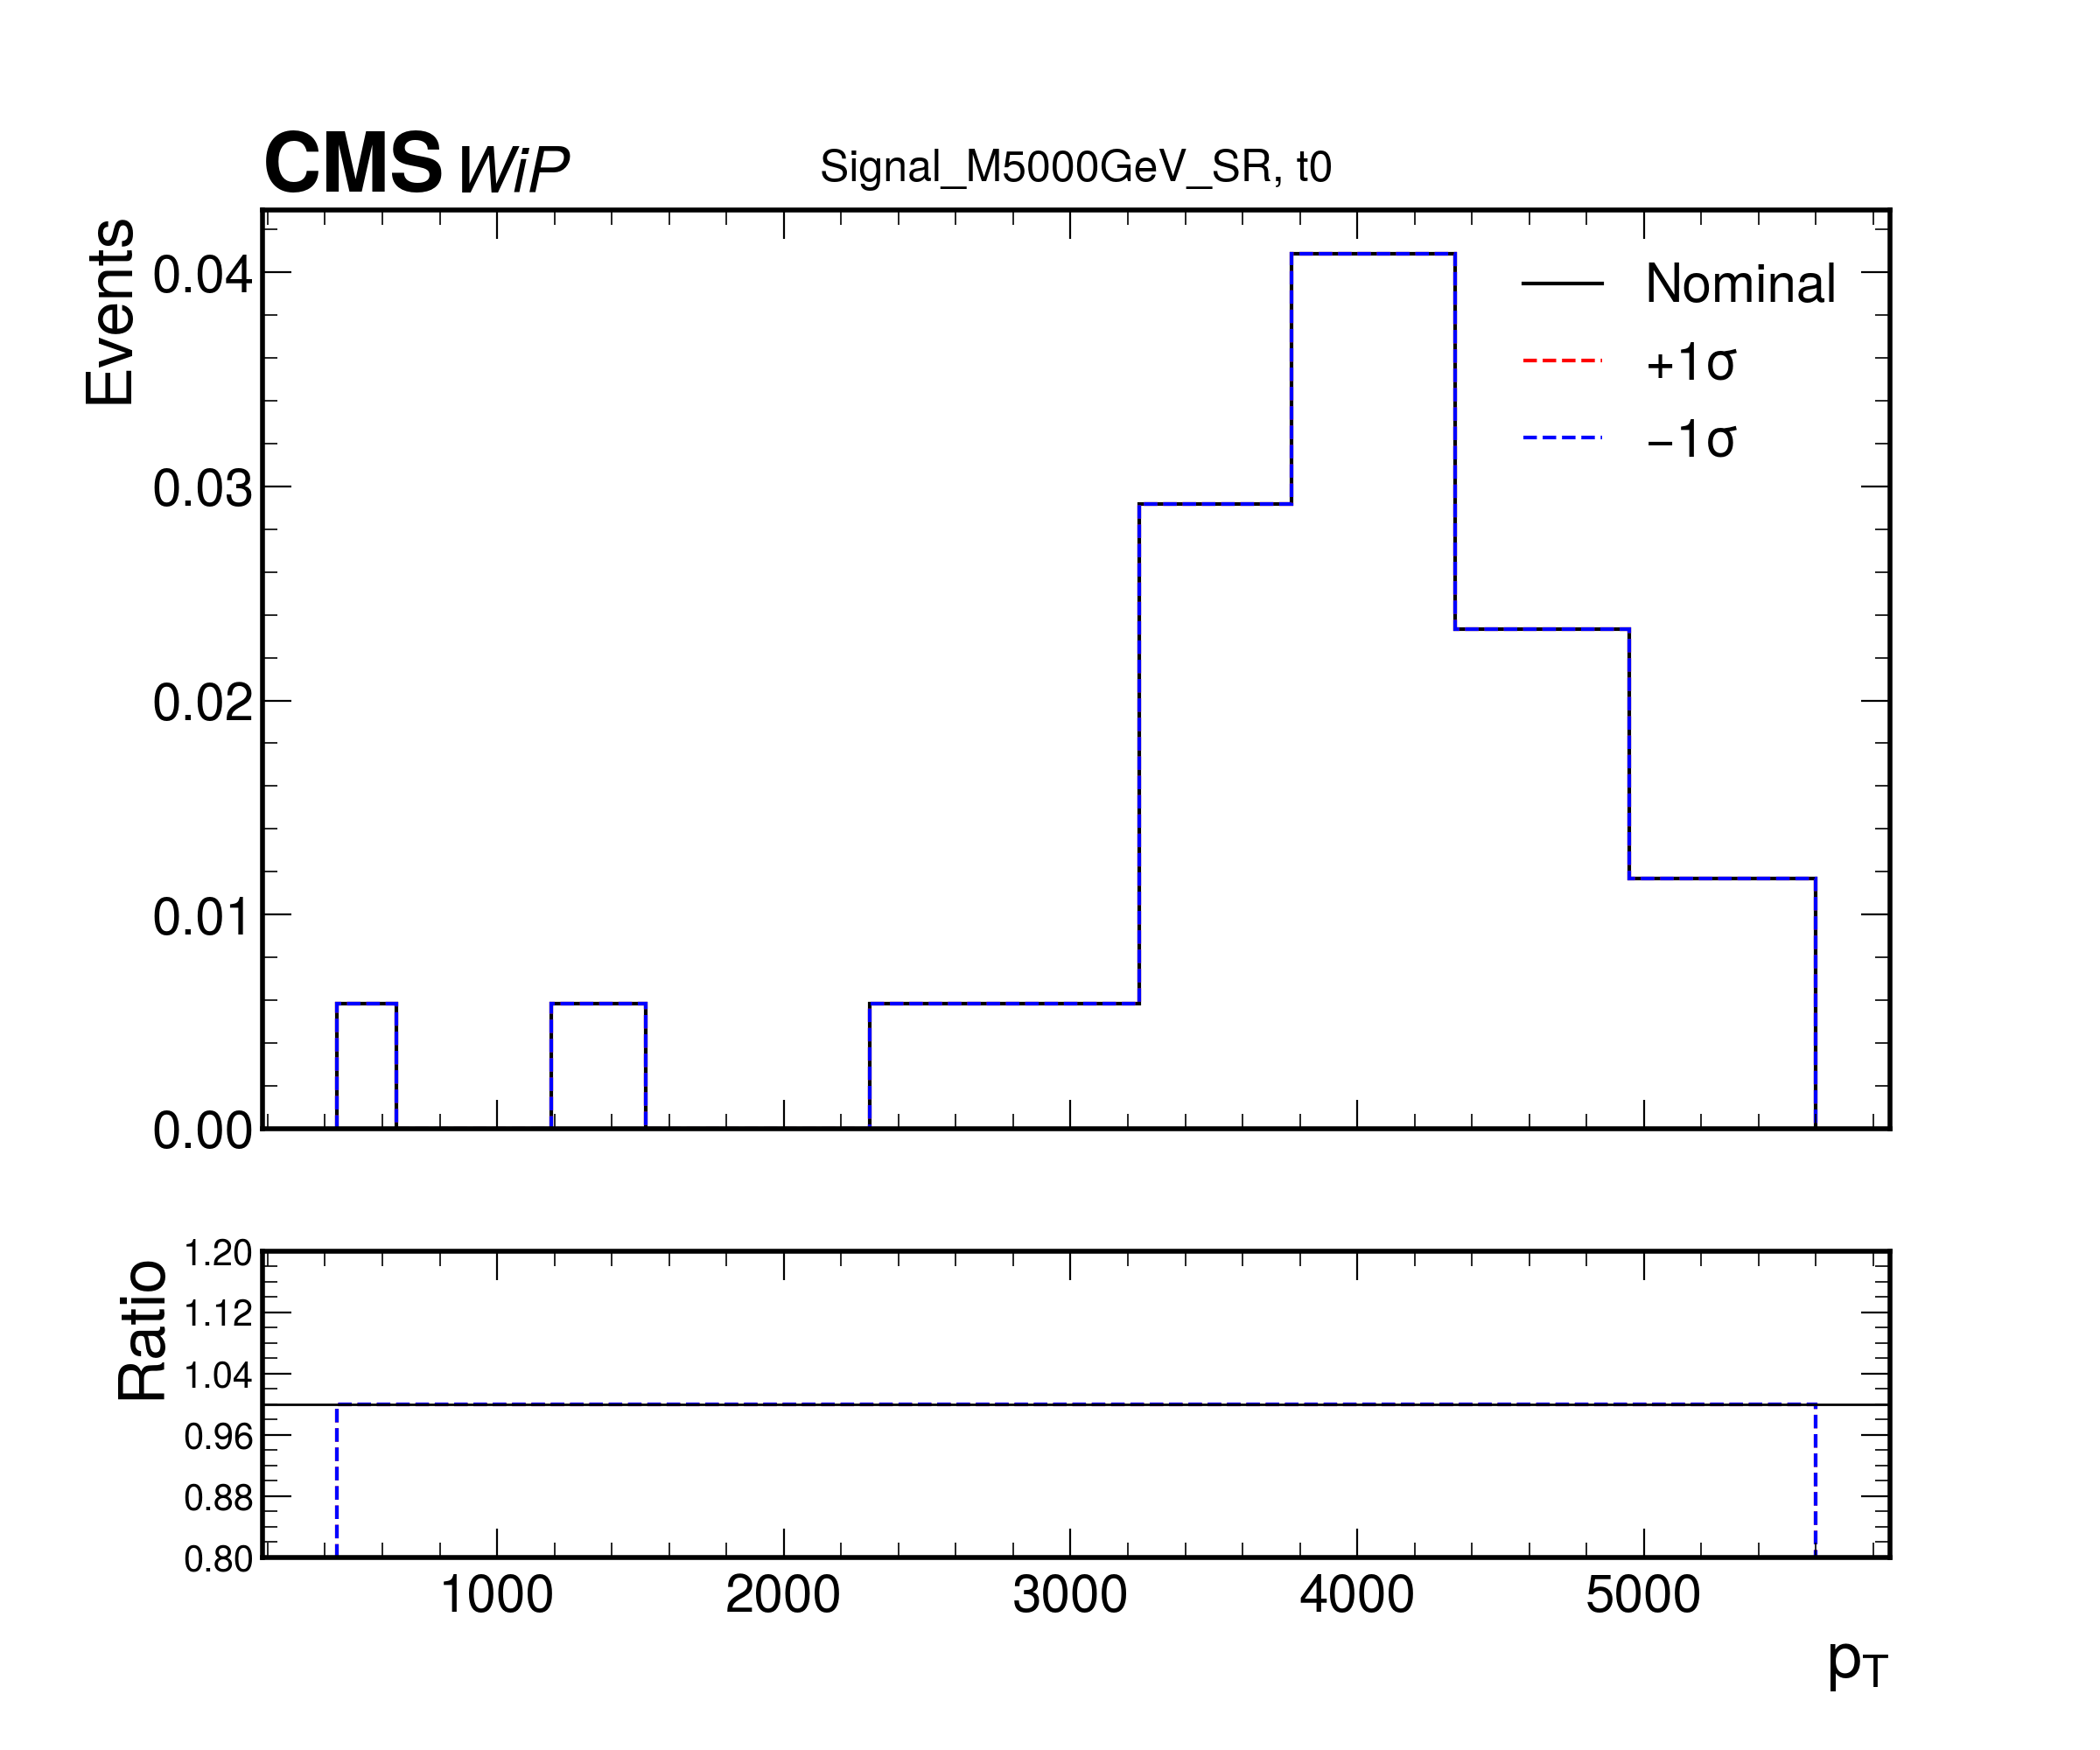 CMS WiP
Signal_M5000GeV_SR, t0
Events
0.04
0.03
0.02
0.01
0.00
Nominal
+1σ
−1σ
Ratio
1.20
1.12
1.04
0.96
0.88
0.80
1000 2000 3000 4000 5000
pT